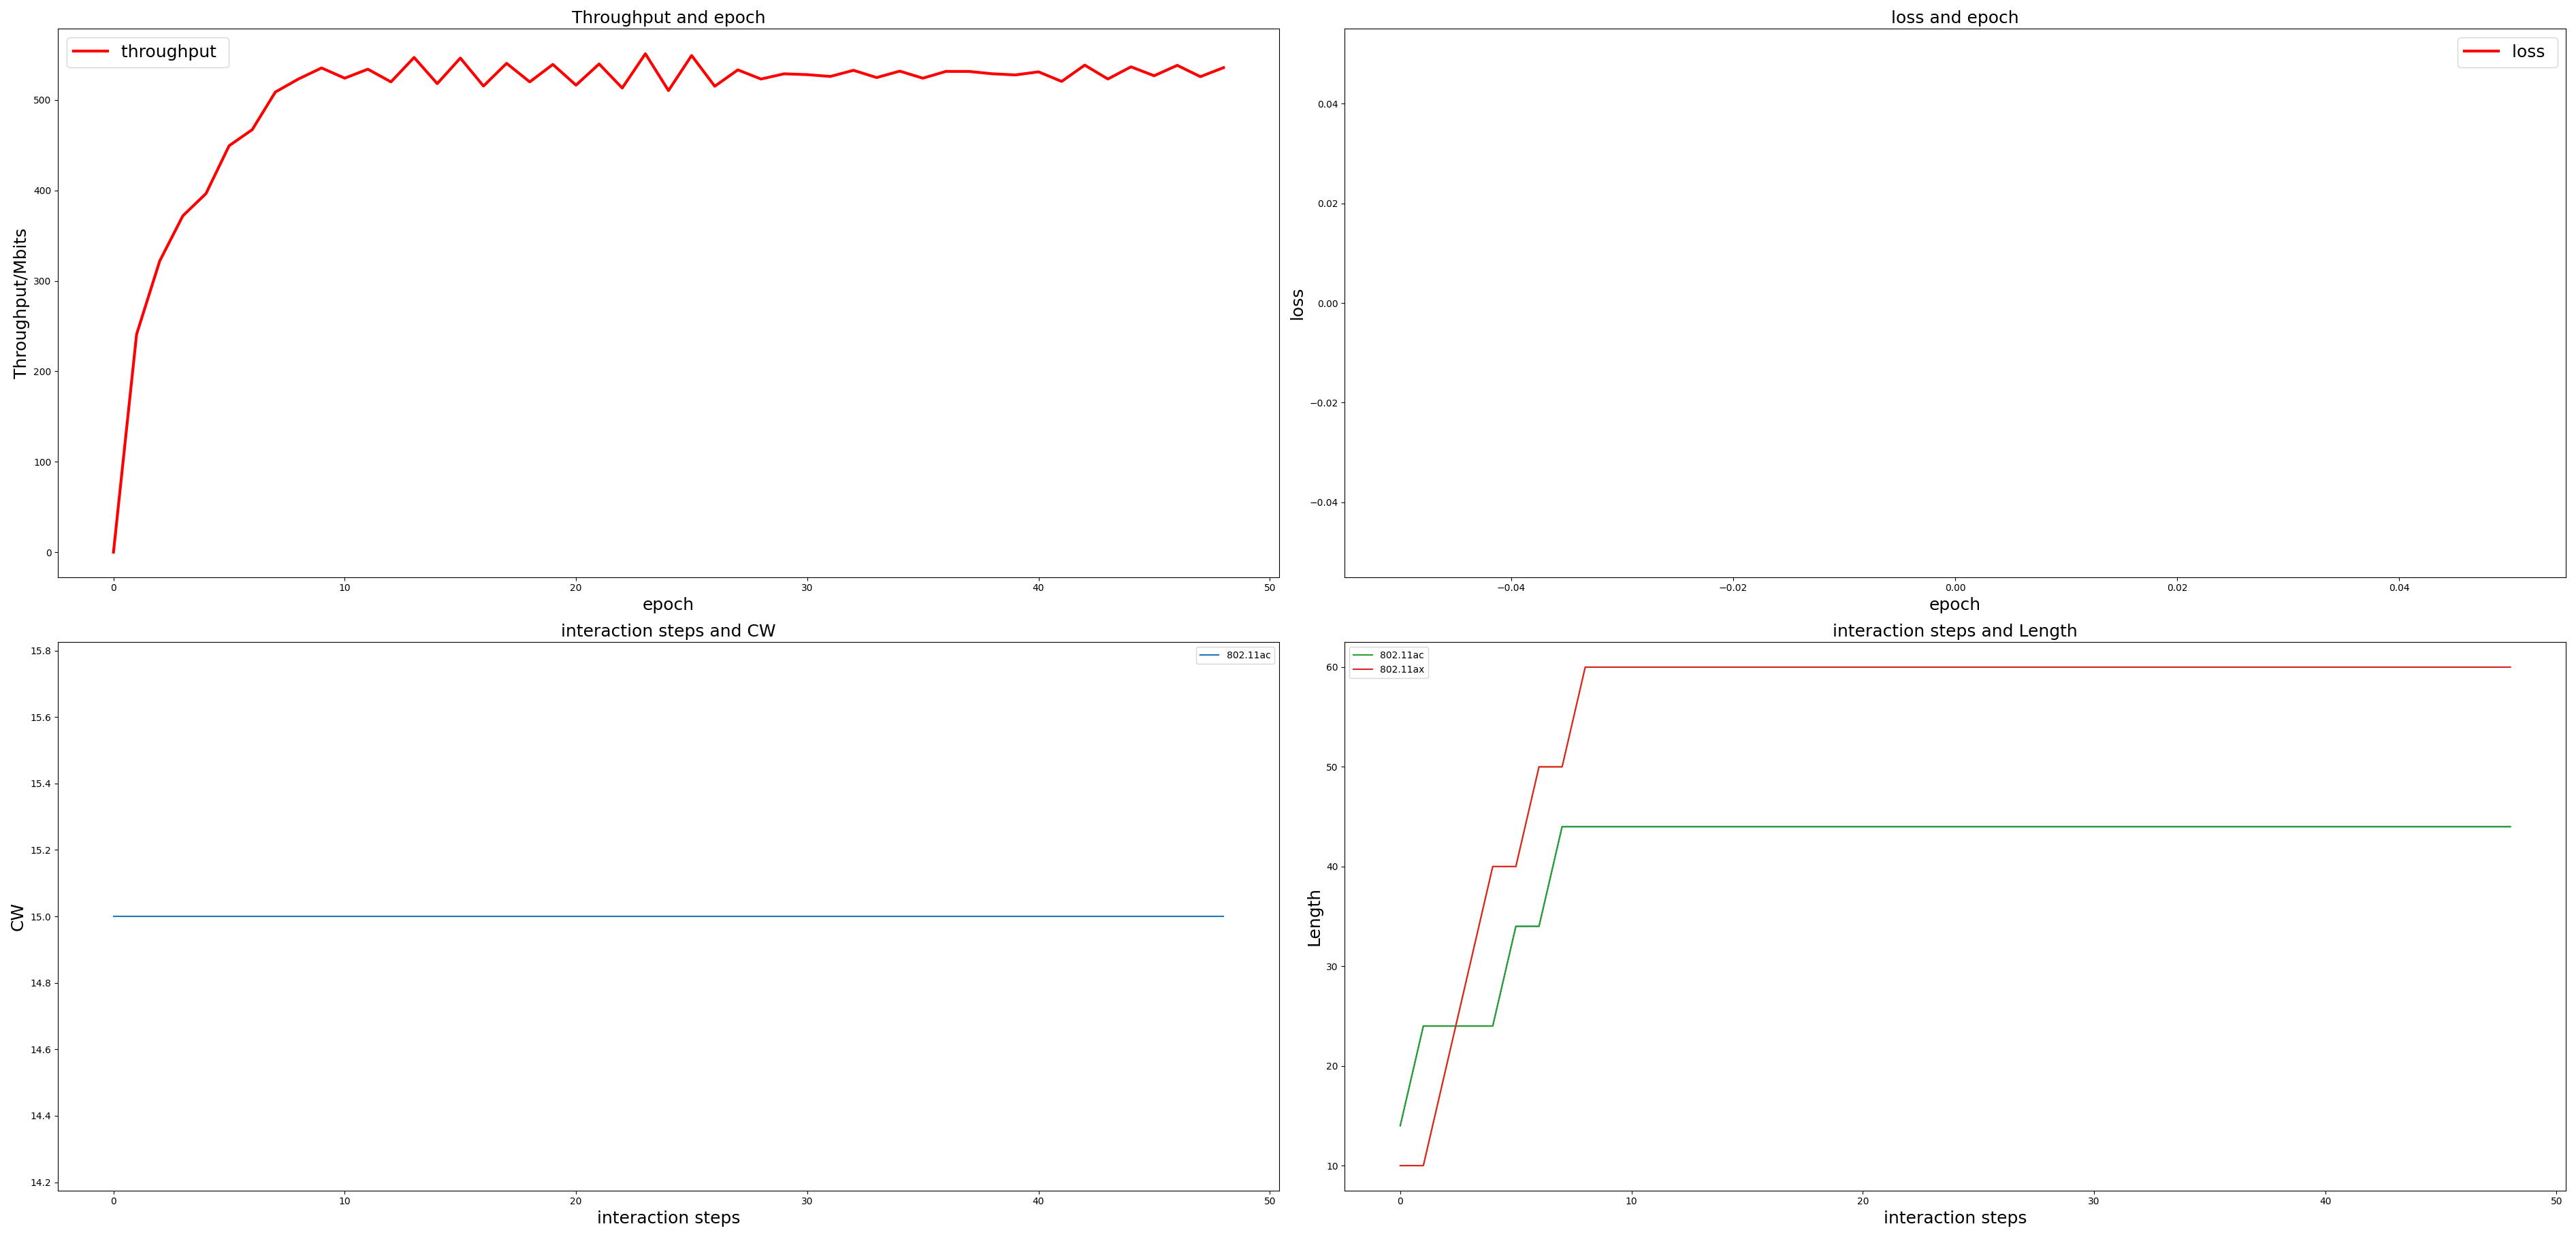 Throughput and epoch
throughput
500
400
300
200
100
0
Throughput/Mbits
0 10 20 30 40 50
epoch
loss and epoch
loss
0.04
0.02
0.00
−0.02
−0.04
loss
−0.04 −0.02 0.00 0.02 0.04
epoch
interaction steps and CW
802.11ac
15.8
15.6
15.4
15.2
15.0
14.8
14.6
14.4
14.2
CW
0 10 20 30 40 50
interaction steps
interaction steps and Length
802.11ac
802.11ax
60
50
40
30
20
10
Length
0 10 20 30 40 50
interaction steps